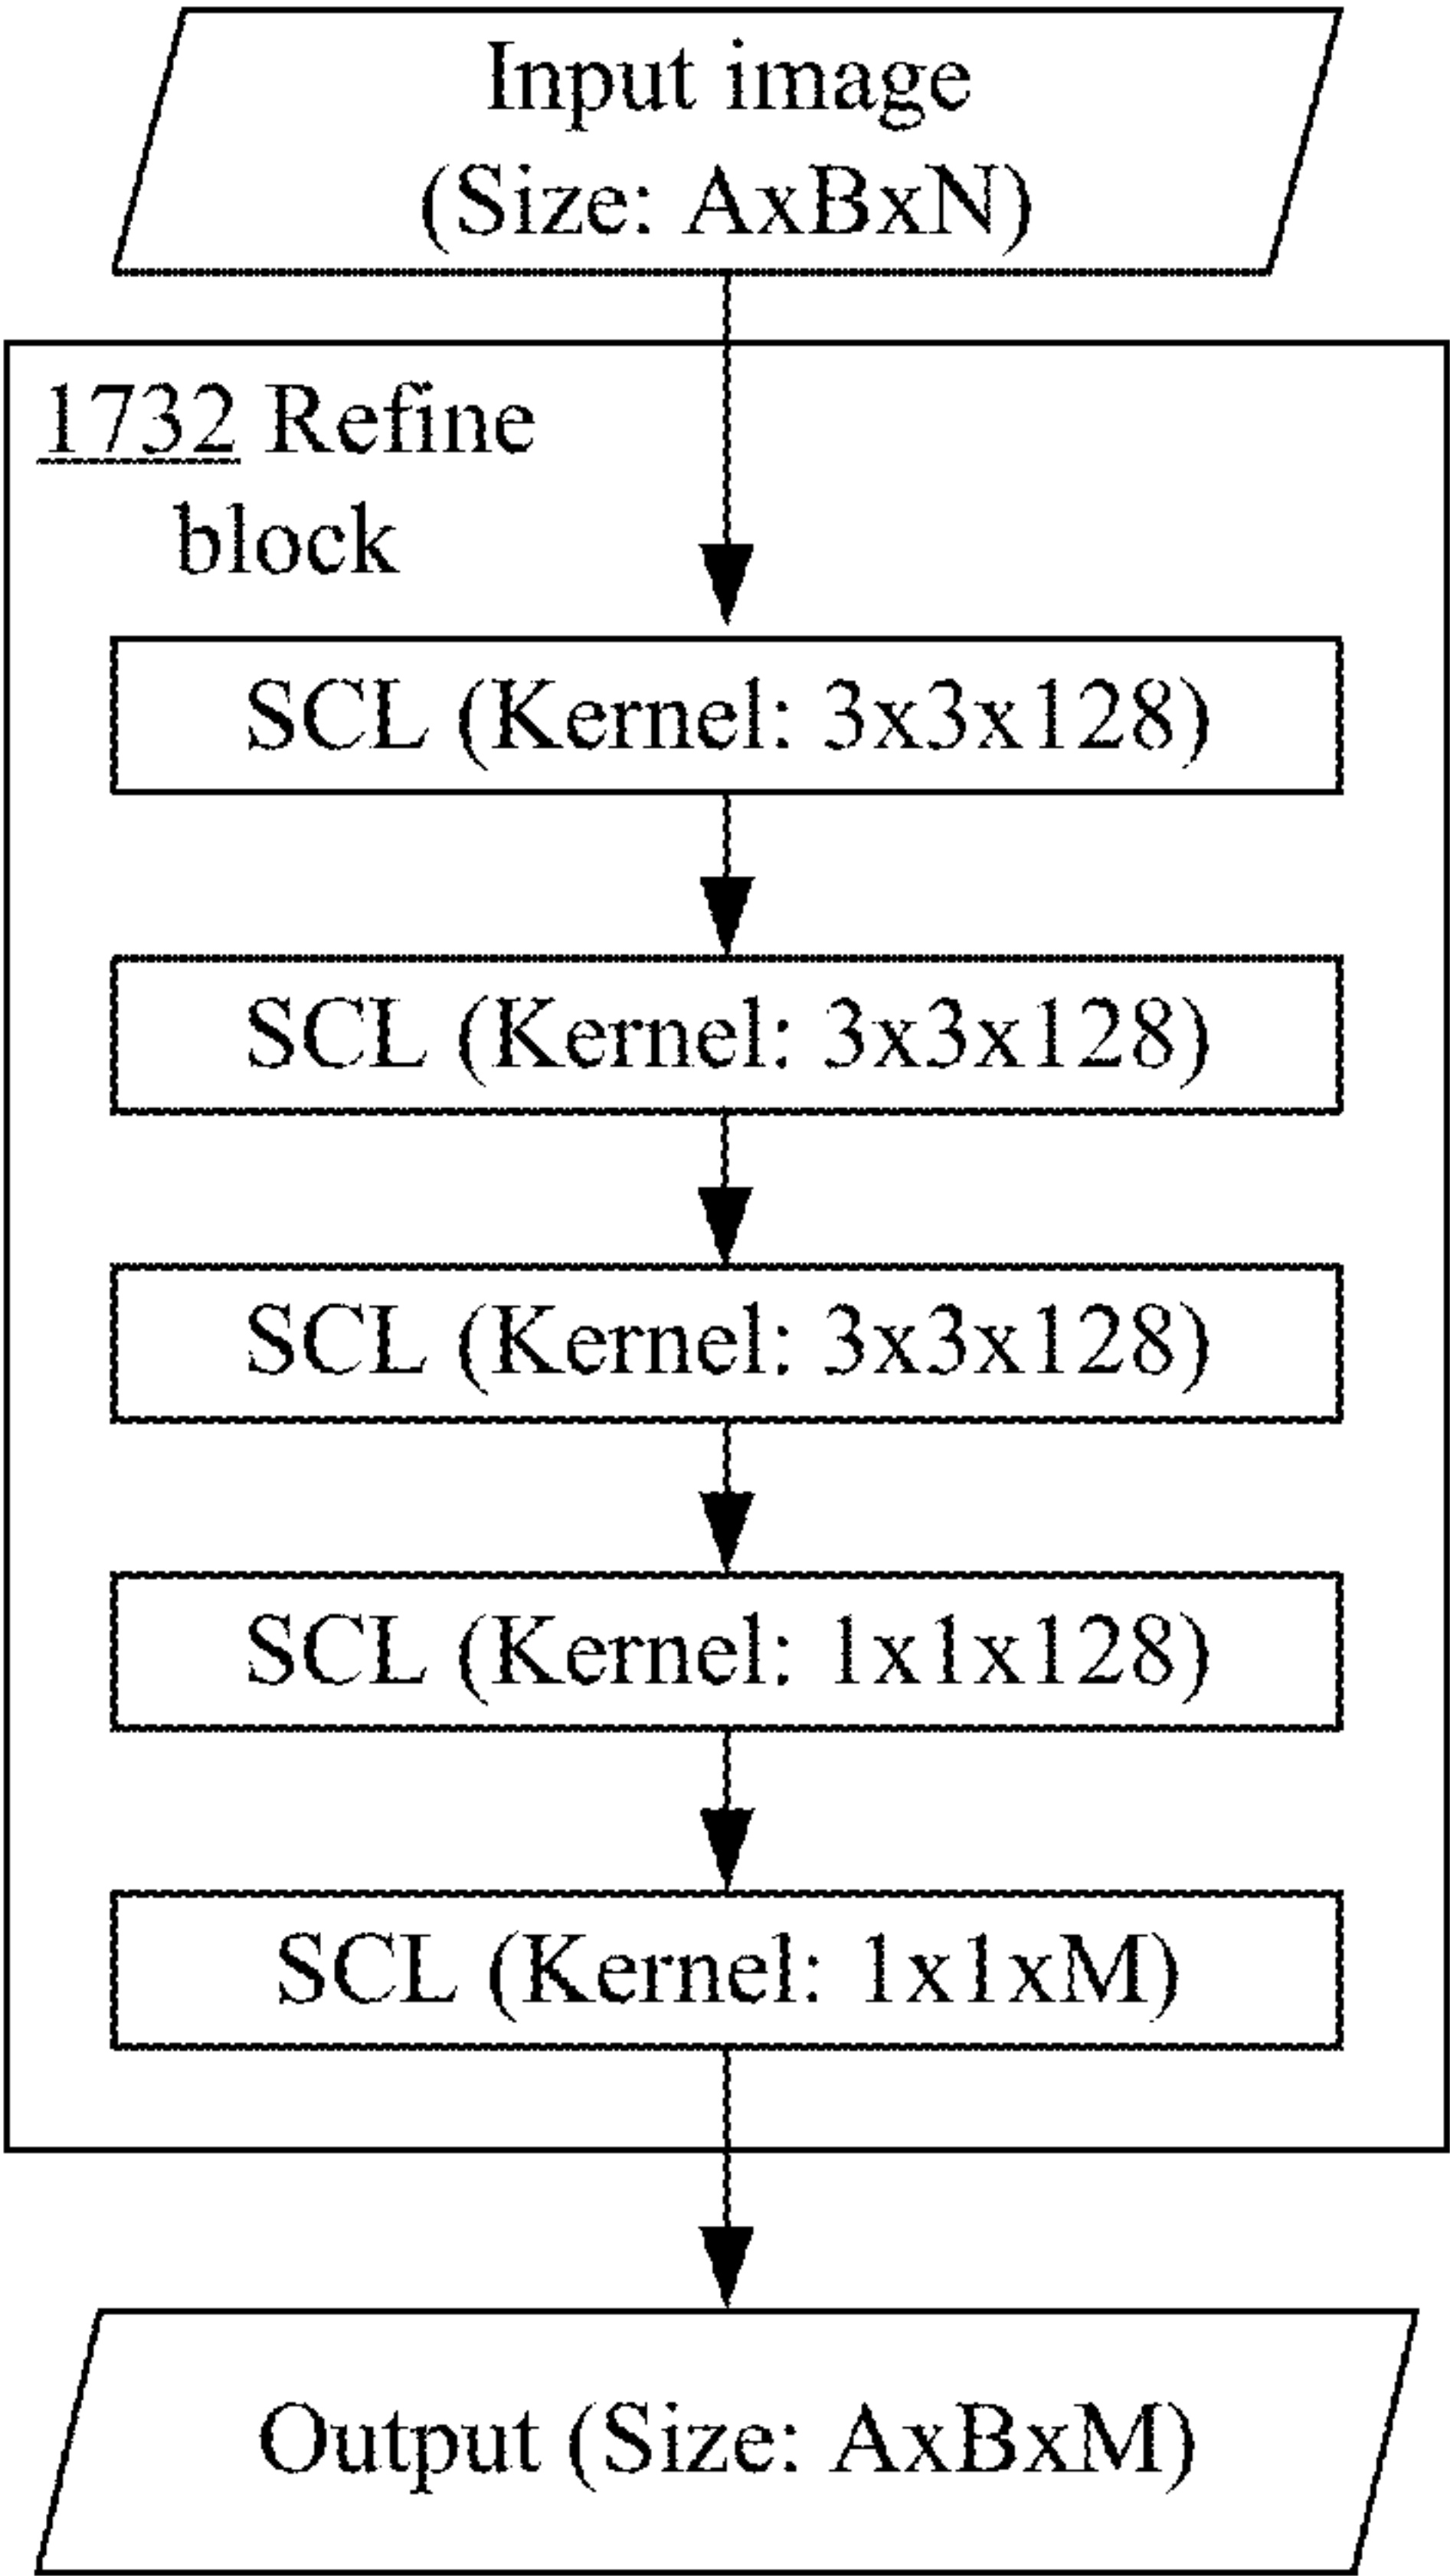 Input image
(Size: AxBxN)
1732 Refine
block
SCL (Kernel: 3x3x128)
SCL (Kernel: 3x3x128)
SCL (Kernel: 3x3x128)
SCL (Kernel: 1x1x128)
SCL (Kernel: 1x1xM)
Output (Size: AxBxM)